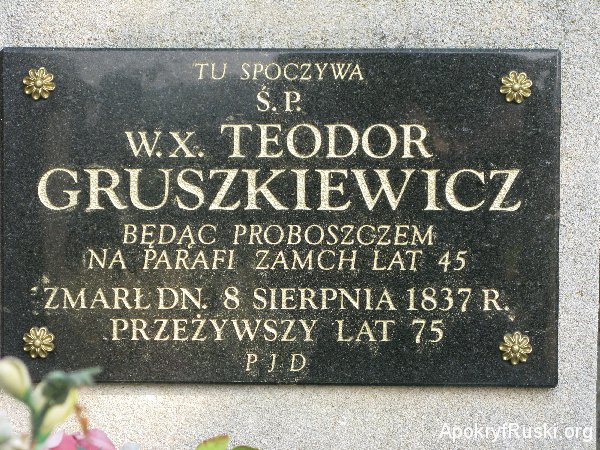 TU SPOCZYWA
Ś. P.
W. X. TEODOR
GRUSZKIEWICZ
BĘDĄC PROBOSZCZEM
NA PARAFI ZAMCH LAT 45
ZMARŁ DN. 8 SIERPNIA 1837 R.
PRZEŻYWSZY LAT 75
P J D
ApokryfRuski.org